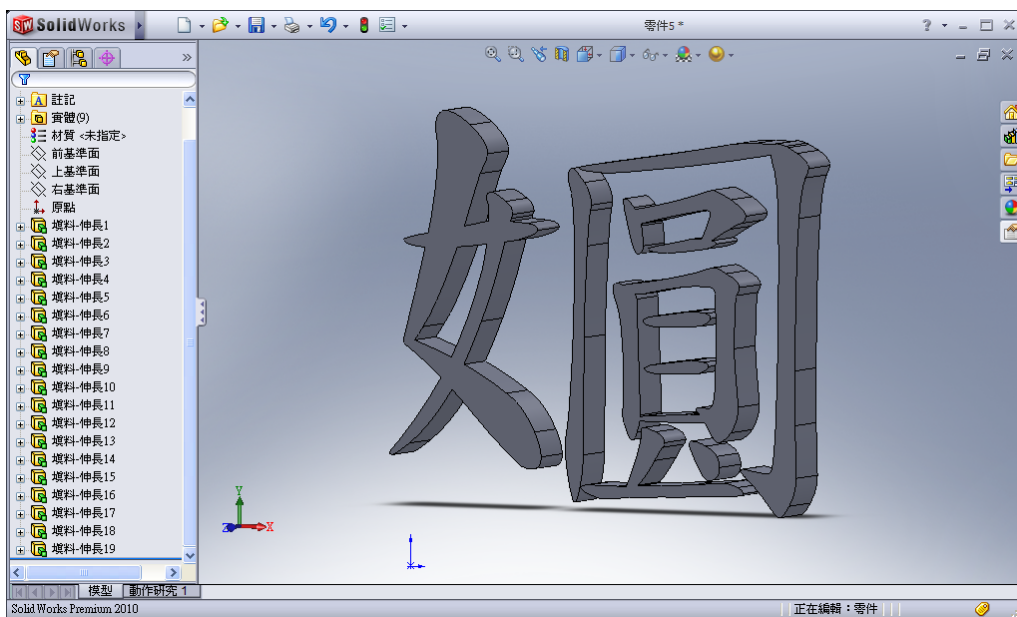 SolidWorks
零件5 *
註記
實體(9)
材質 <未指定>
前基準面
上基準面
右基準面
原點
填料-伸長1
填料-伸長2
填料-伸長3
填料-伸長4
填料-伸長5
填料-伸長6
填料-伸長7
填料-伸長8
填料-伸長9
填料-伸長10
填料-伸長11
填料-伸長12
填料-伸長13
填料-伸長14
填料-伸長15
填料-伸長16
填料-伸長17
填料-伸長18
填料-伸長19
Y
Z X
模型 動作研究 1
SolidWorks Premium 2010 正在編輯：零件